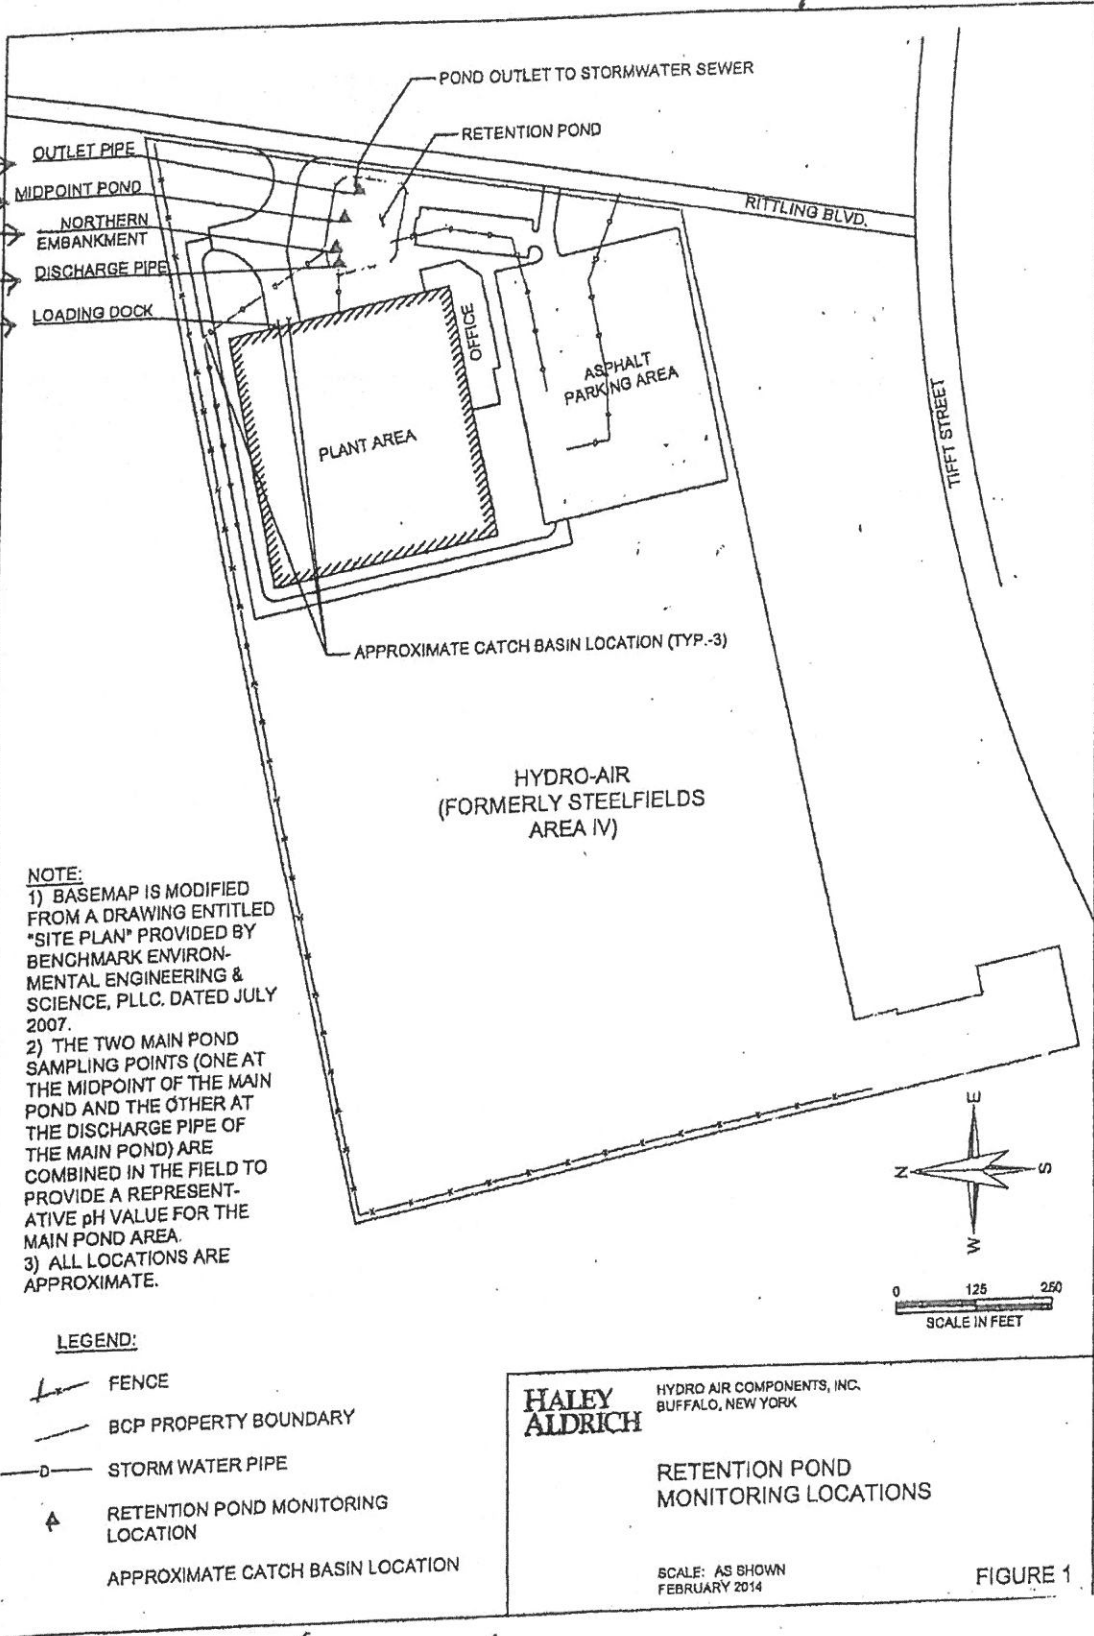 POND OUTLET TO STORMWATER SEWER
RETENTION POND
OUTLET PIPE
MIDPOINT POND
NORTHERN
EMBANKMENT
DISCHARGE PIPE
LOADING DOCK
RITTLING BLVD.
OFFICE
ASPHALT
PARKING AREA
PLANT AREA
TIFFT STREET
APPROXIMATE CATCH BASIN LOCATION (TYP.-3)
HYDRO-AIR
(FORMERLY STEELFIELDS
AREA IV)
NOTE:
1) BASEMAP IS MODIFIED
FROM A DRAWING ENTITLED
"SITE PLAN" PROVIDED BY
BENCHMARK ENVIRON-
MENTAL ENGINEERING &
SCIENCE, PLLC. DATED JULY
2007.
2) THE TWO MAIN POND
SAMPLING POINTS (ONE AT
THE MIDPOINT OF THE MAIN
POND AND THE OTHER AT
THE DISCHARGE PIPE OF
THE MAIN POND) ARE
COMBINED IN THE FIELD TO
PROVIDE A REPRESENT-
ATIVE pH VALUE FOR THE
MAIN POND AREA.
3) ALL LOCATIONS ARE
APPROXIMATE.
E
N
S
W
0 125 250
SCALE IN FEET
LEGEND:
FENCE
BCP PROPERTY BOUNDARY
STORM WATER PIPE
RETENTION POND MONITORING
LOCATION
APPROXIMATE CATCH BASIN LOCATION
HALEY
ALDRICH
HYDRO AIR COMPONENTS, INC.
BUFFALO, NEW YORK
RETENTION POND
MONITORING LOCATIONS
SCALE: AS SHOWN
FEBRUARY 2014
FIGURE 1